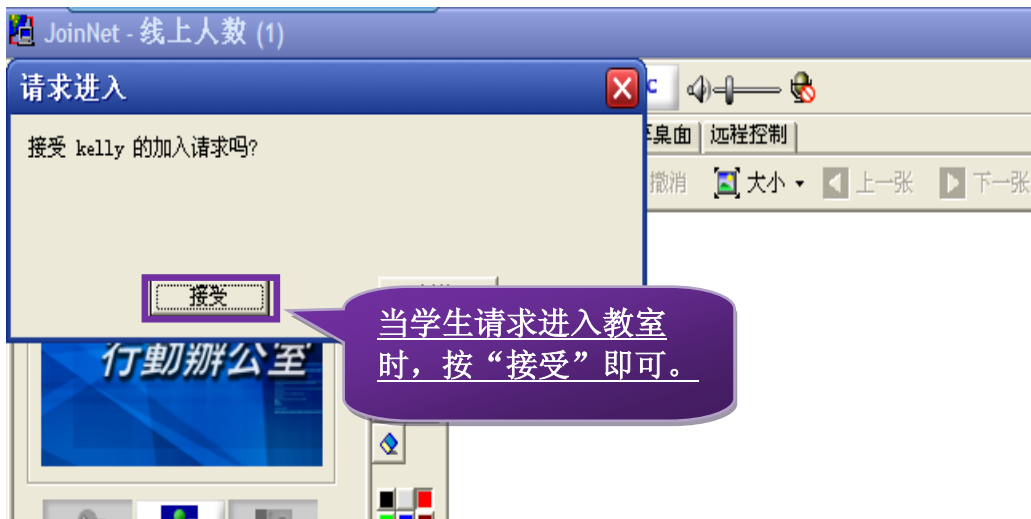 JoinNet - 线上人数 (1)
请求进入
接受 kelly 的加入请求吗?
桌面
远程控制
撤消
大小
上一张
下一张
接受
当学生请求进入教室
时，按“接受”即可。
行動辦公室